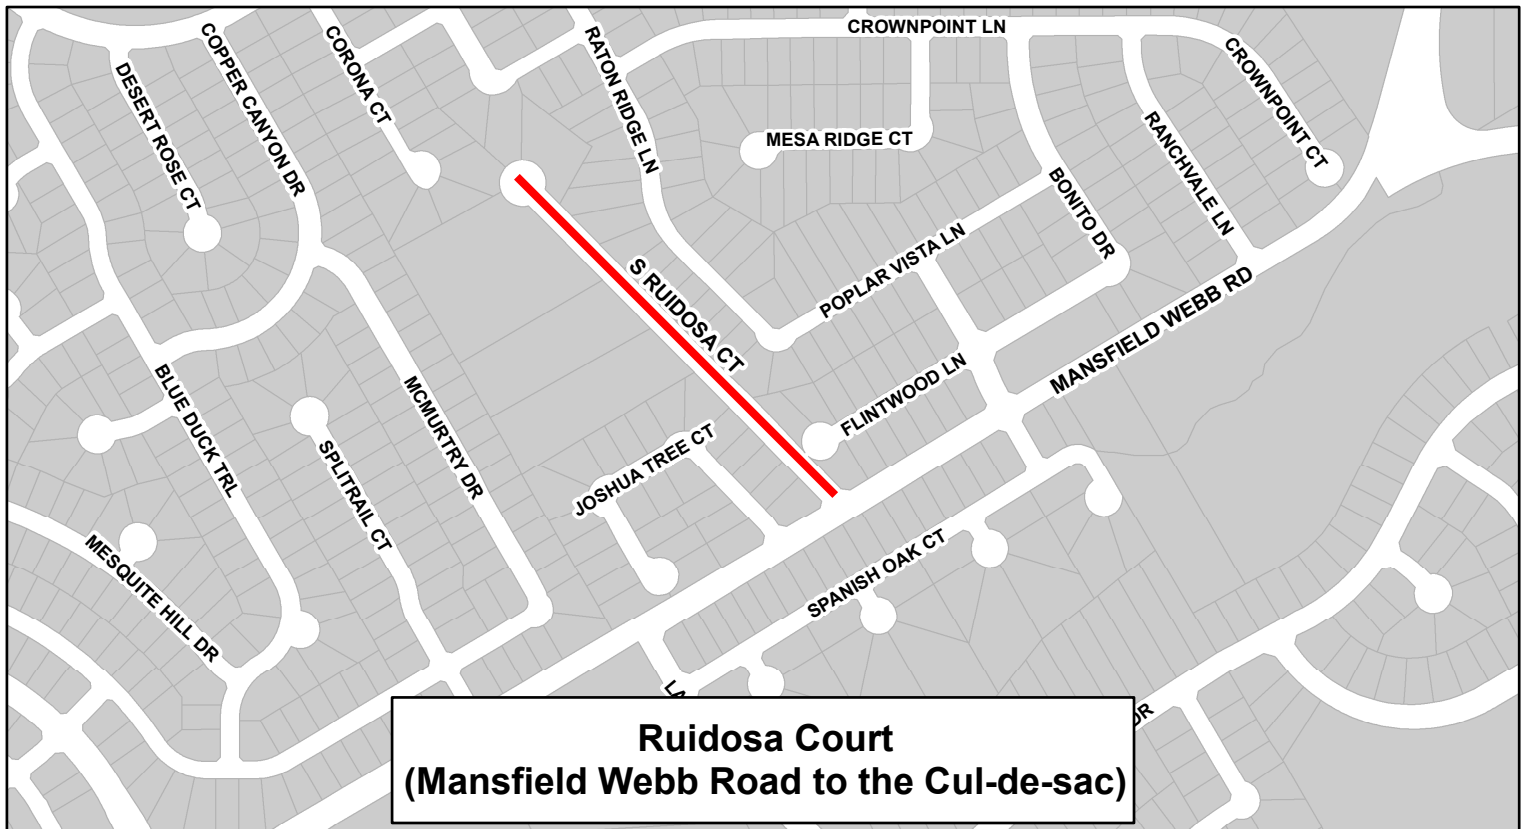 CROWNPOINT LN
COPPER CANYON DR
CORONA CT
RATON RIDGE LN
CROWNPOINT CT
DESERT ROSE CT
MESA RIDGE CT
RANCHVALE LN
BONITO DR
POPLAR VISTA LN
S RUIDOSA CT
MANSFIELD WEBB RD
FLINTWOOD LN
BLUE DUCK TRL
MCMURTRY DR
JOSHUA TREE CT
SPLITRAIL CT
MESQUITE HILL DR
SPANISH OAK CT
LA
DR
Ruidosa Court
(Mansfield Webb Road to the Cul-de-sac)